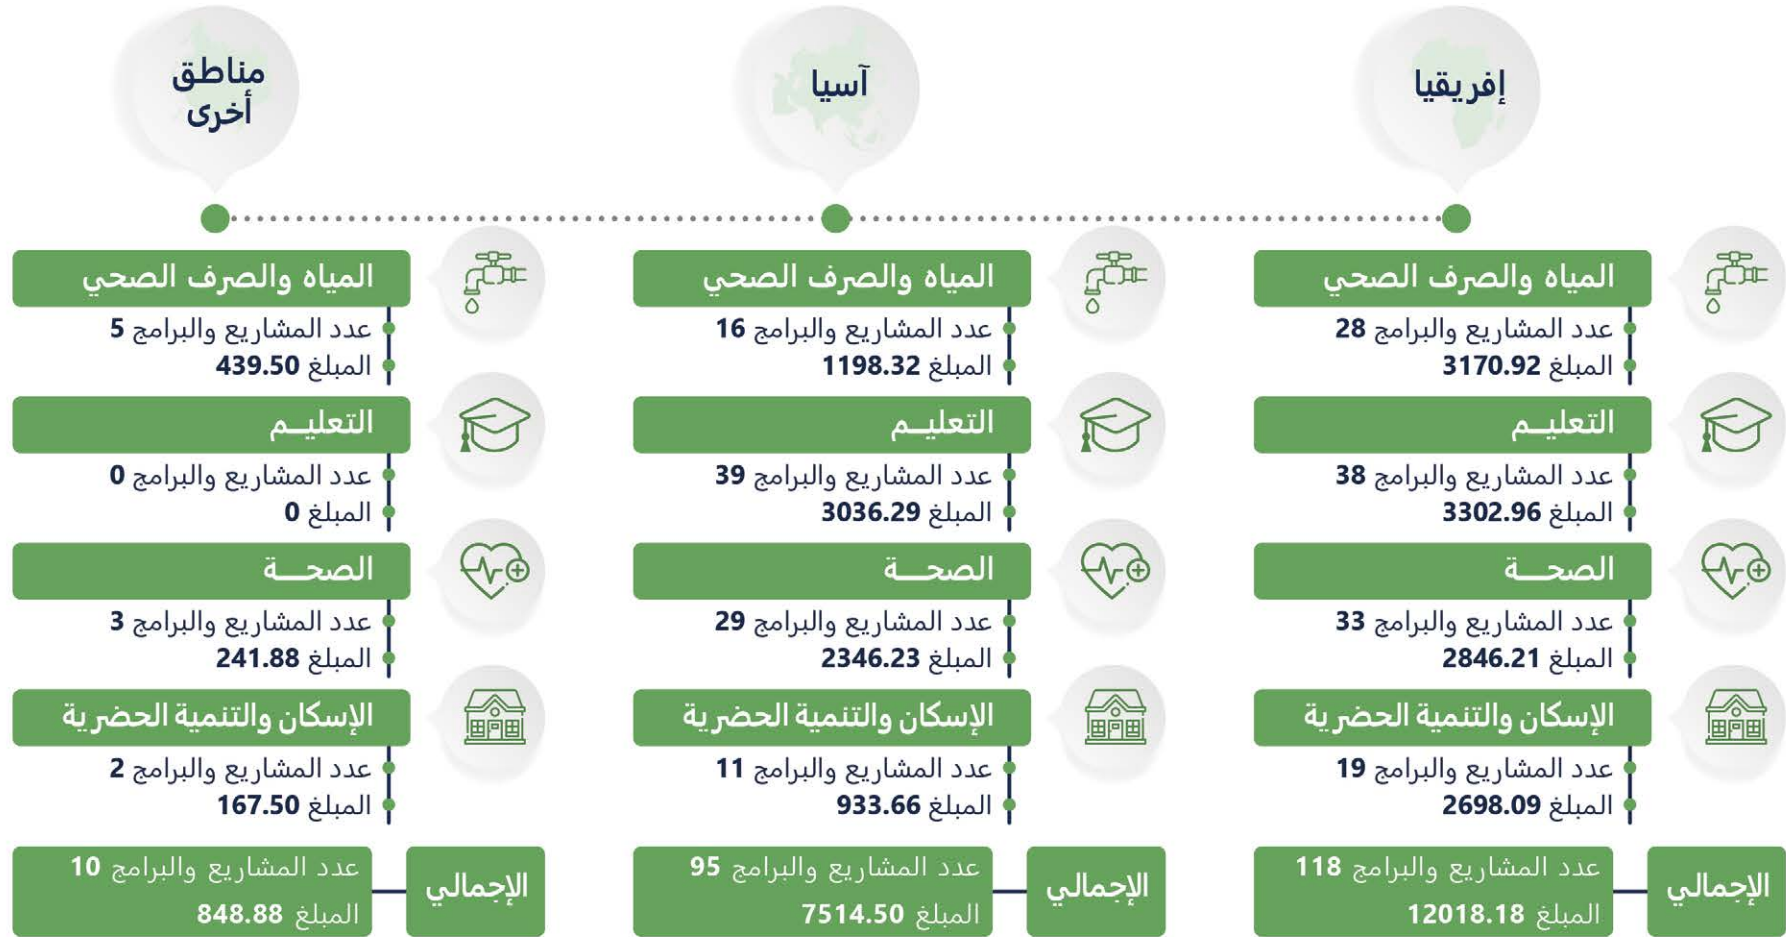 إفريقيا
المياه والصرف الصحي
عدد المشاريع والبرامج 28
المبلغ 3170.92
التعليــم
عدد المشاريع والبرامج 38
المبلغ 3302.96
الصحـــة
عدد المشاريع والبرامج 33
المبلغ 2846.21
الإسكان والتنمية الحضرية
عدد المشاريع والبرامج 19
المبلغ 2698.09
الإجمالي
عدد المشاريع والبرامج 118
المبلغ 12018.18
آسيا
المياه والصرف الصحي
عدد المشاريع والبرامج 16
المبلغ 1198.32
التعليــم
عدد المشاريع والبرامج 39
المبلغ 3036.29
الصحـــة
عدد المشاريع والبرامج 29
المبلغ 2346.23
الإسكان والتنمية الحضرية
عدد المشاريع والبرامج 11
المبلغ 933.66
الإجمالي
عدد المشاريع والبرامج 95
المبلغ 7514.50
مناطق
أخرى
المياه والصرف الصحي
عدد المشاريع والبرامج 5
المبلغ 439.50
التعليــم
عدد المشاريع والبرامج 0
المبلغ 0
الصحـــة
عدد المشاريع والبرامج 3
المبلغ 241.88
الإسكان والتنمية الحضرية
عدد المشاريع والبرامج 2
المبلغ 167.50
الإجمالي
عدد المشاريع والبرامج 10
المبلغ 848.88